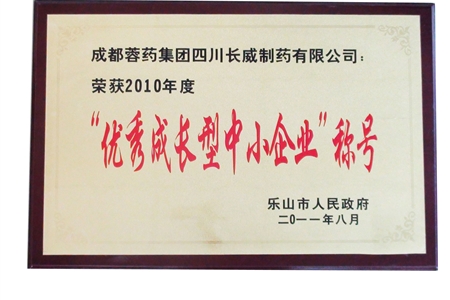 成都蓉药集团四川长威制药有限公司：
荣获2010年度
“优秀成长型中小企业”称号
乐山市人民政府
二0一一年八月